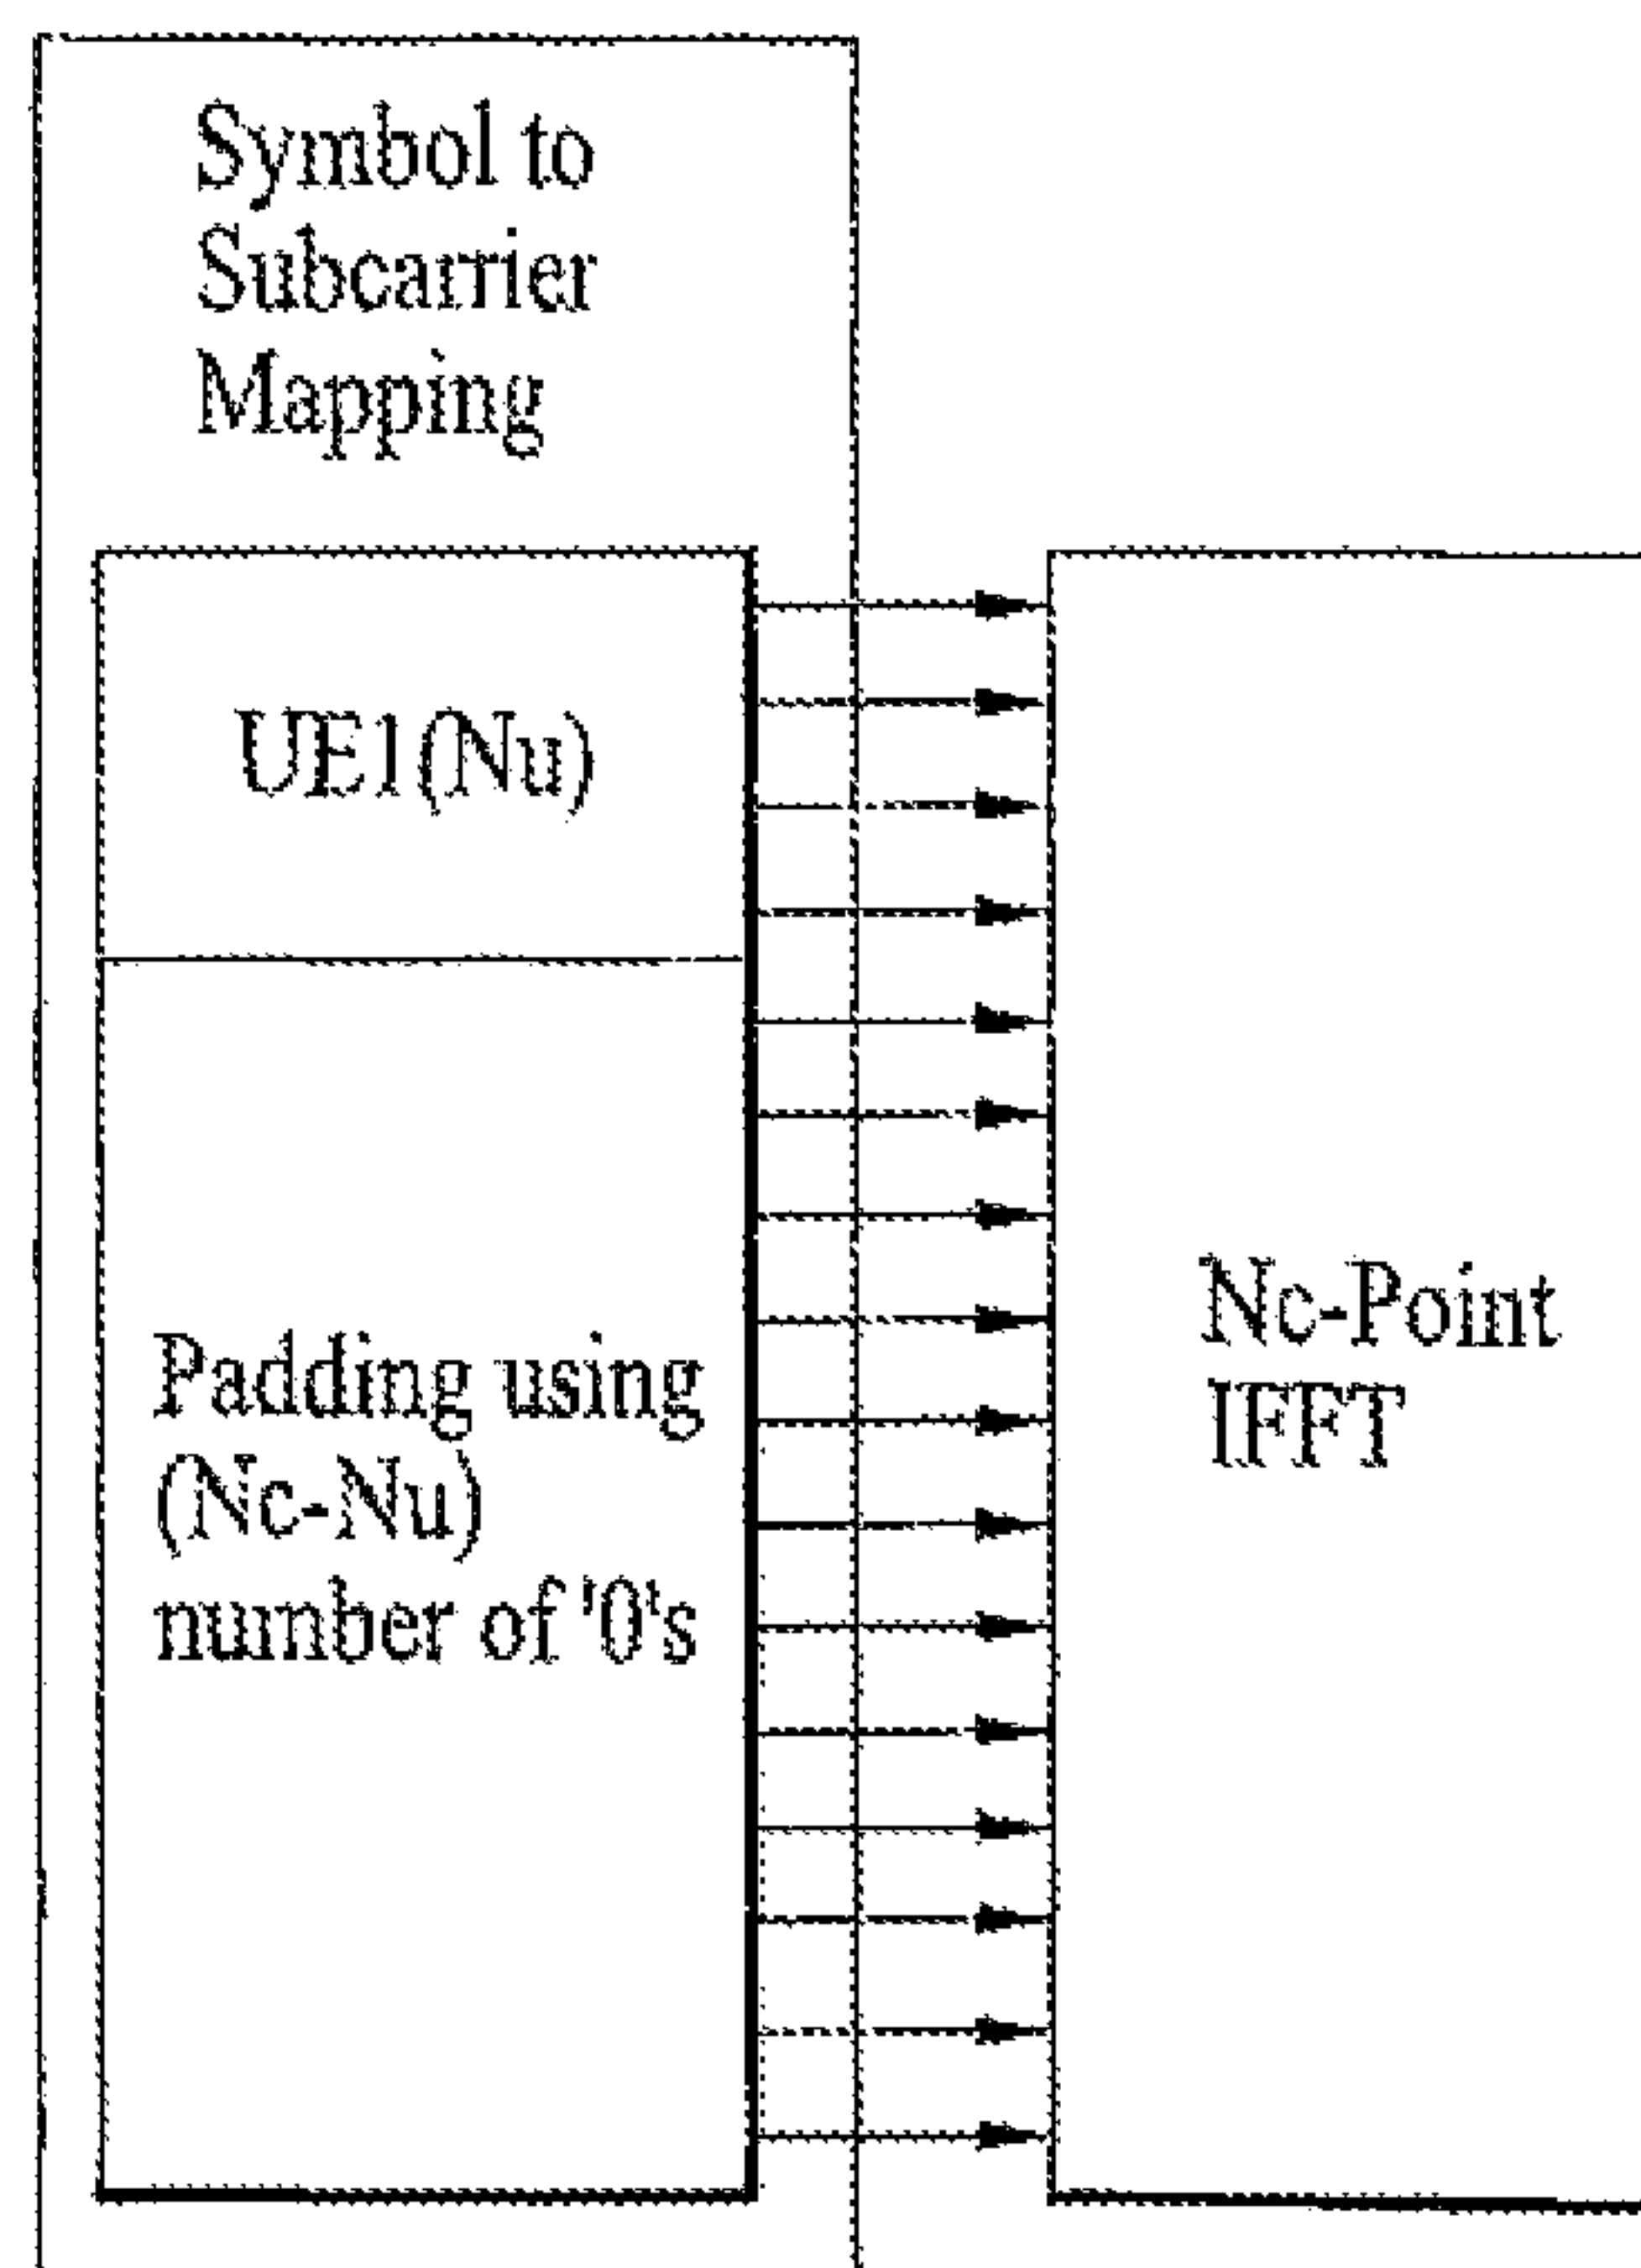 Symbol to
Subcarrier
Mapping
UE1(Nu)
Padding using
(Nc-Nu)
number of '0's
Nc-Point
IFFT